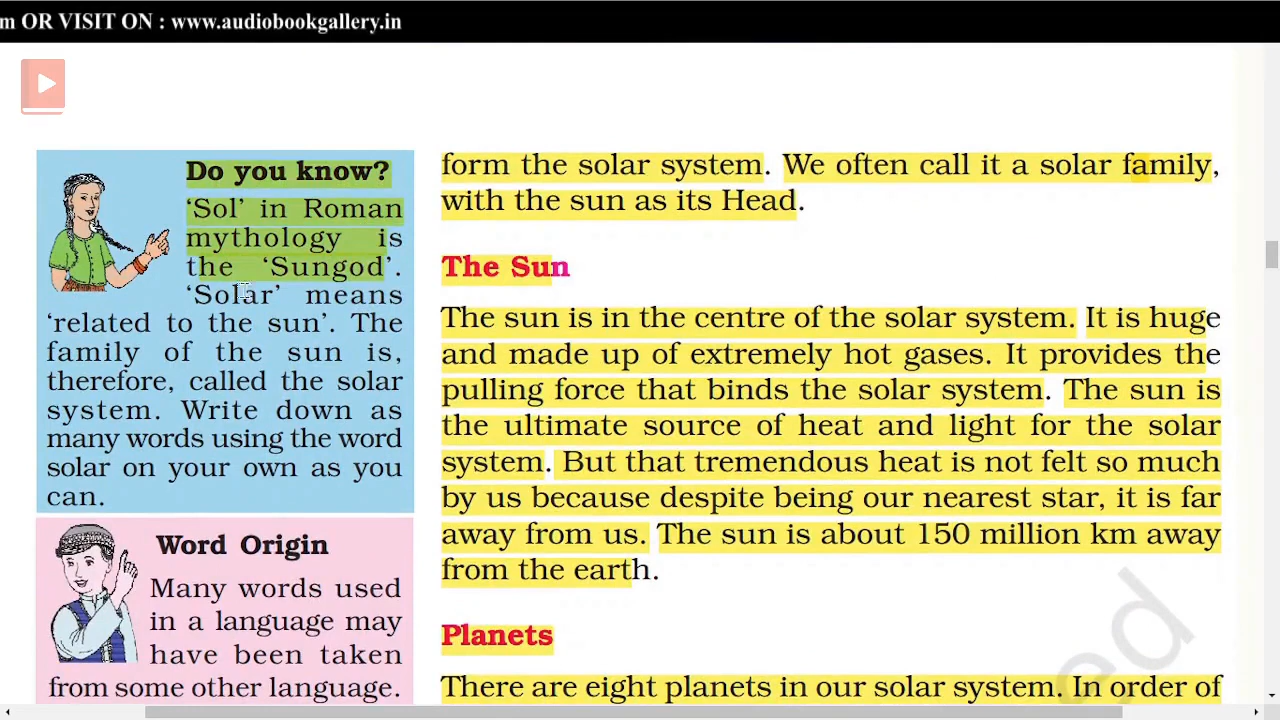 m OR VISIT ON : www.audiobookgallery.in
Do you know?
‘Sol’ in Roman
mythology is
the ‘Sungod’.
‘Solar’ means
‘related to the sun’. The
family of the sun is,
therefore, called the solar
system. Write down as
many words using the word
solar on your own as you
can.
Word Origin
Many words used
in a language may
have been taken
from some other language.
form the solar system. We often call it a solar family,
with the sun as its Head.
The Sun
The sun is in the centre of the solar system. It is huge
and made up of extremely hot gases. It provides the
pulling force that binds the solar system. The sun is
the ultimate source of heat and light for the solar
system. But that tremendous heat is not felt so much
by us because despite being our nearest star, it is far
away from us. The sun is about 150 million km away
from the earth.
Planets
There are eight planets in our solar system. In order of
ed